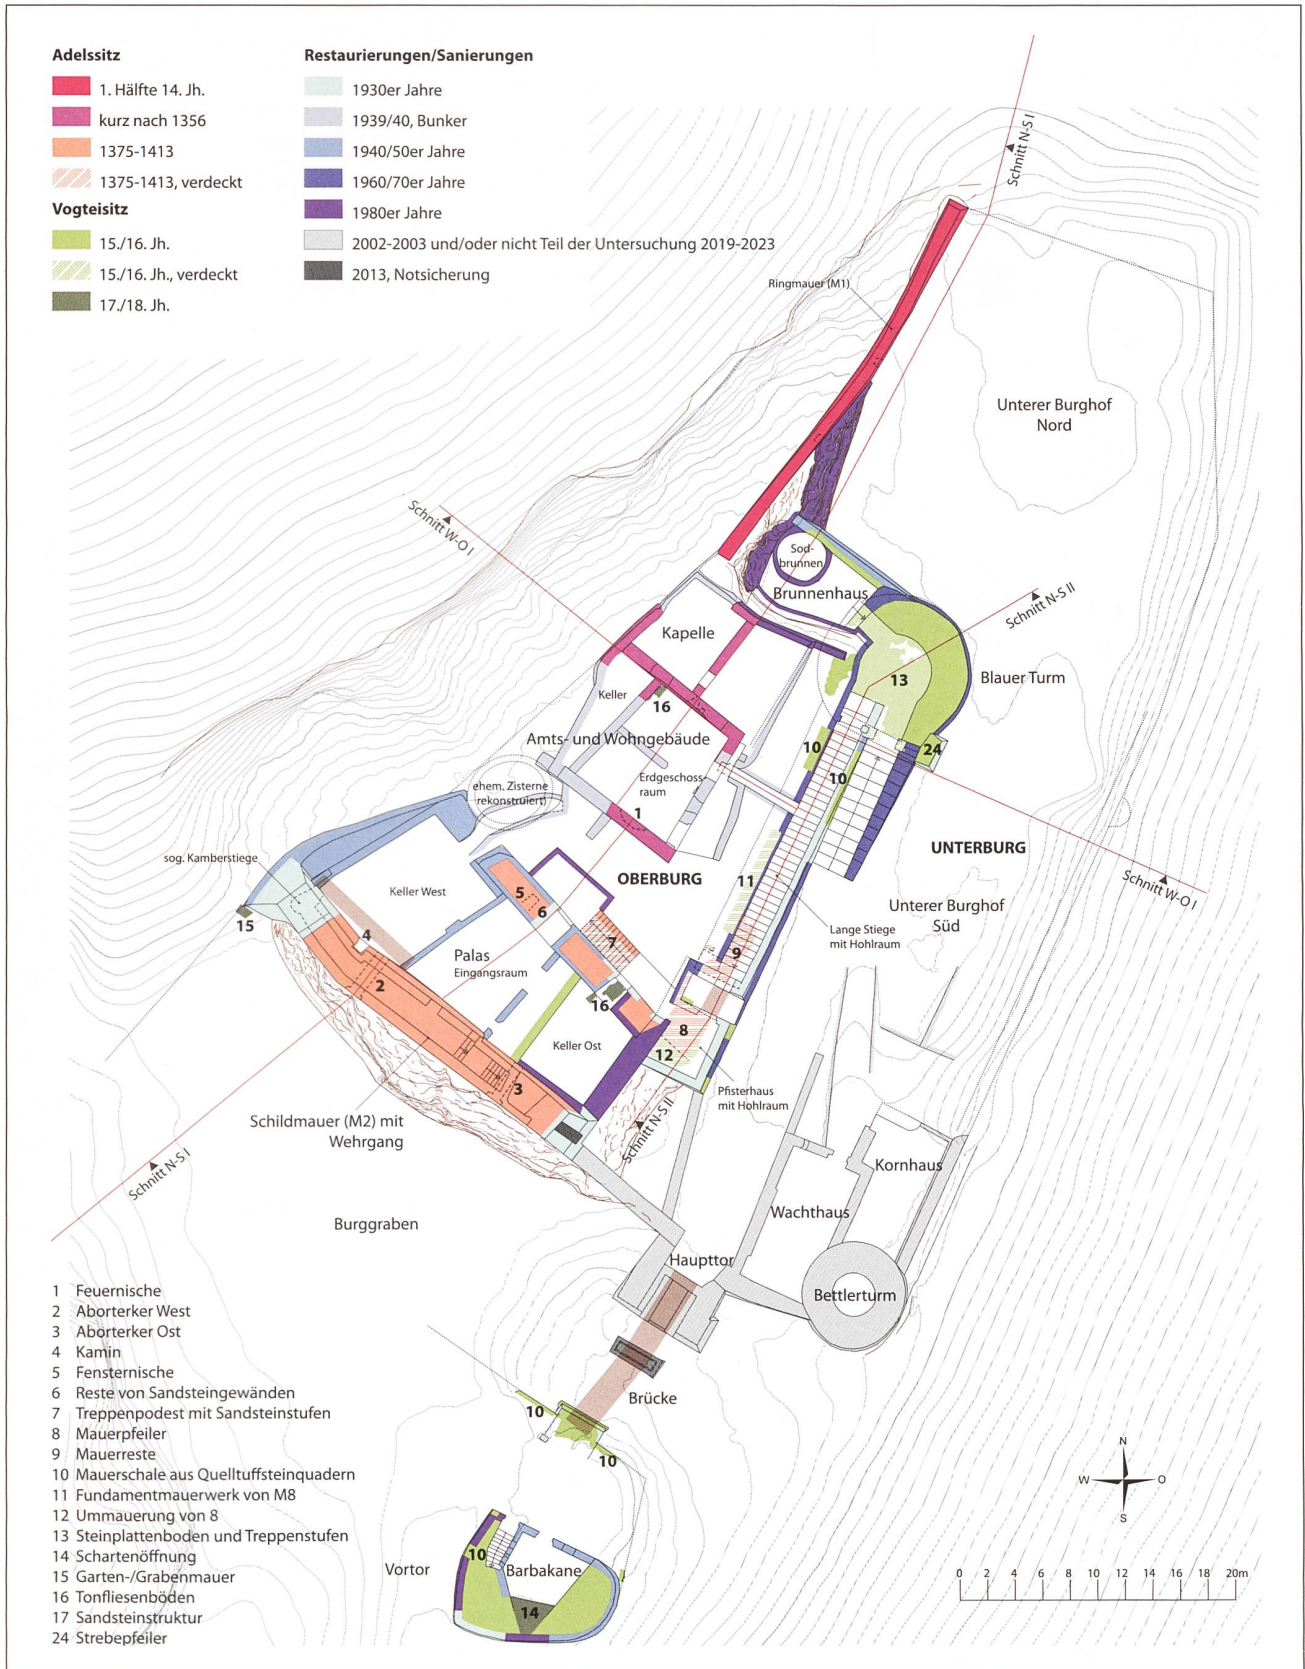 Adelssitz
1. Hälfte 14. Jh.
kurz nach 1356
1375-1413
1375-1413, verdeckt
Vogteisitz
15./16. Jh.
15./16. Jh., verdeckt
17./18. Jh.
Restaurierungen/Sanierungen
1930er Jahre
1939/40, Bunker
1940/50er Jahre
1960/70er Jahre
1980er Jahre
2002-2003 und/oder nicht Teil der Untersuchung 2019-2023
2013, Notsicherung
Schnitt N-S I
Ringmauer (M1)
Unterer Burghof
Nord
Schnitt W-O I
Sod-
brunnen
Brunnenhaus
Schnitt N-S II
Kapelle
Blauer Turm
13
Keller
16
Amts- und Wohngebäude
10
24
10
Erdgeschoss-
raum
ehem. Zisterne
(rekonstruiert)
1
UNTERBURG
sog. Kamberstiege
OBERBURG
Keller West
5
6
11
Schnitt W-O I
Unterer Burghof
Süd
15
4
7
Lange Stiege
mit Hohlraum
9
Palas
Eingangsraum
2
16
8
Keller Ost
12
3
Pfisterhaus
mit Hohlraum
Schildmauer (M2) mit
Wehrgang
Schnitt N-S II
Schnitt N-S I
Kornhaus
Wachthaus
Burggraben
Haupttor
Bettlerturm
Brücke
10
10
Vortor
10
Barbakane
14
1 Feuernische
2 Aborterker West
3 Aborterker Ost
4 Kamin
5 Fensternische
6 Reste von Sandsteingewänden
7 Treppenpodest mit Sandsteinstufen
8 Mauerpfeiler
9 Mauerreste
10 Mauerschale aus Quelltuffsteinquadern
11 Fundamentmauerwerk von M8
12 Ummauerung von 8
13 Steinplattenboden und Treppenstufen
14 Schartenöffnung
15 Garten-/Grabenmauer
16 Tonfliesenböden
17 Sandsteinstruktur
24 Strebepfeiler
N
W O
S
0 2 4 6 8 10 12 14 16 18 20m